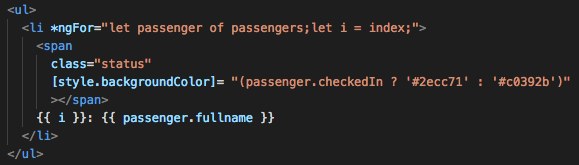 <ul>
<li *ngFor="let passenger of passengers;let i = index;">
<span
class="status"
[style.backgroundColor]= "(passenger.checkedIn ? '#2ecc71' : '#c0392b')"
></span>
{{ i }}: {{ passenger.fullname }}
</li>
</ul>